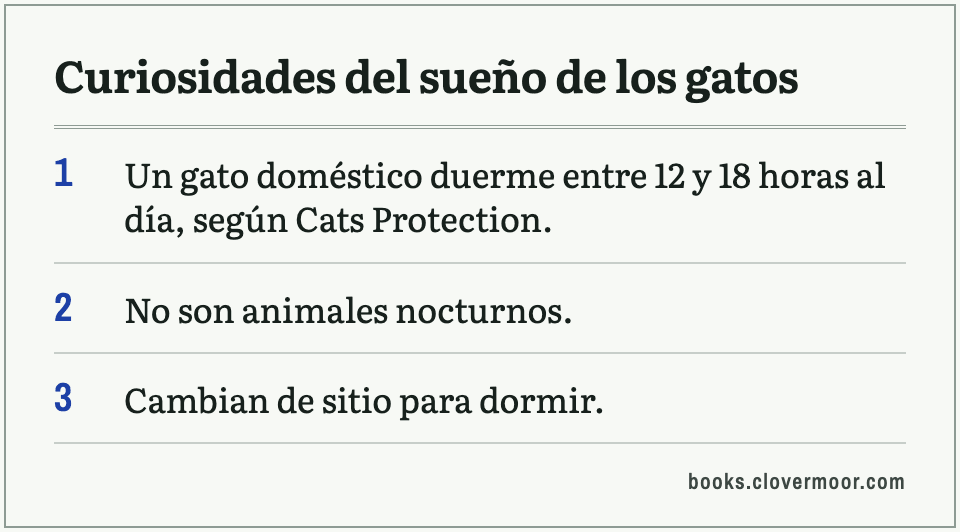 Curiosidades del sueño de los gatos
1 Un gato doméstico duerme entre 12 y 18 horas al
día, según Cats Protection.
2 No son animales nocturnos.
3 Cambian de sitio para dormir.
books.clovermoor.com